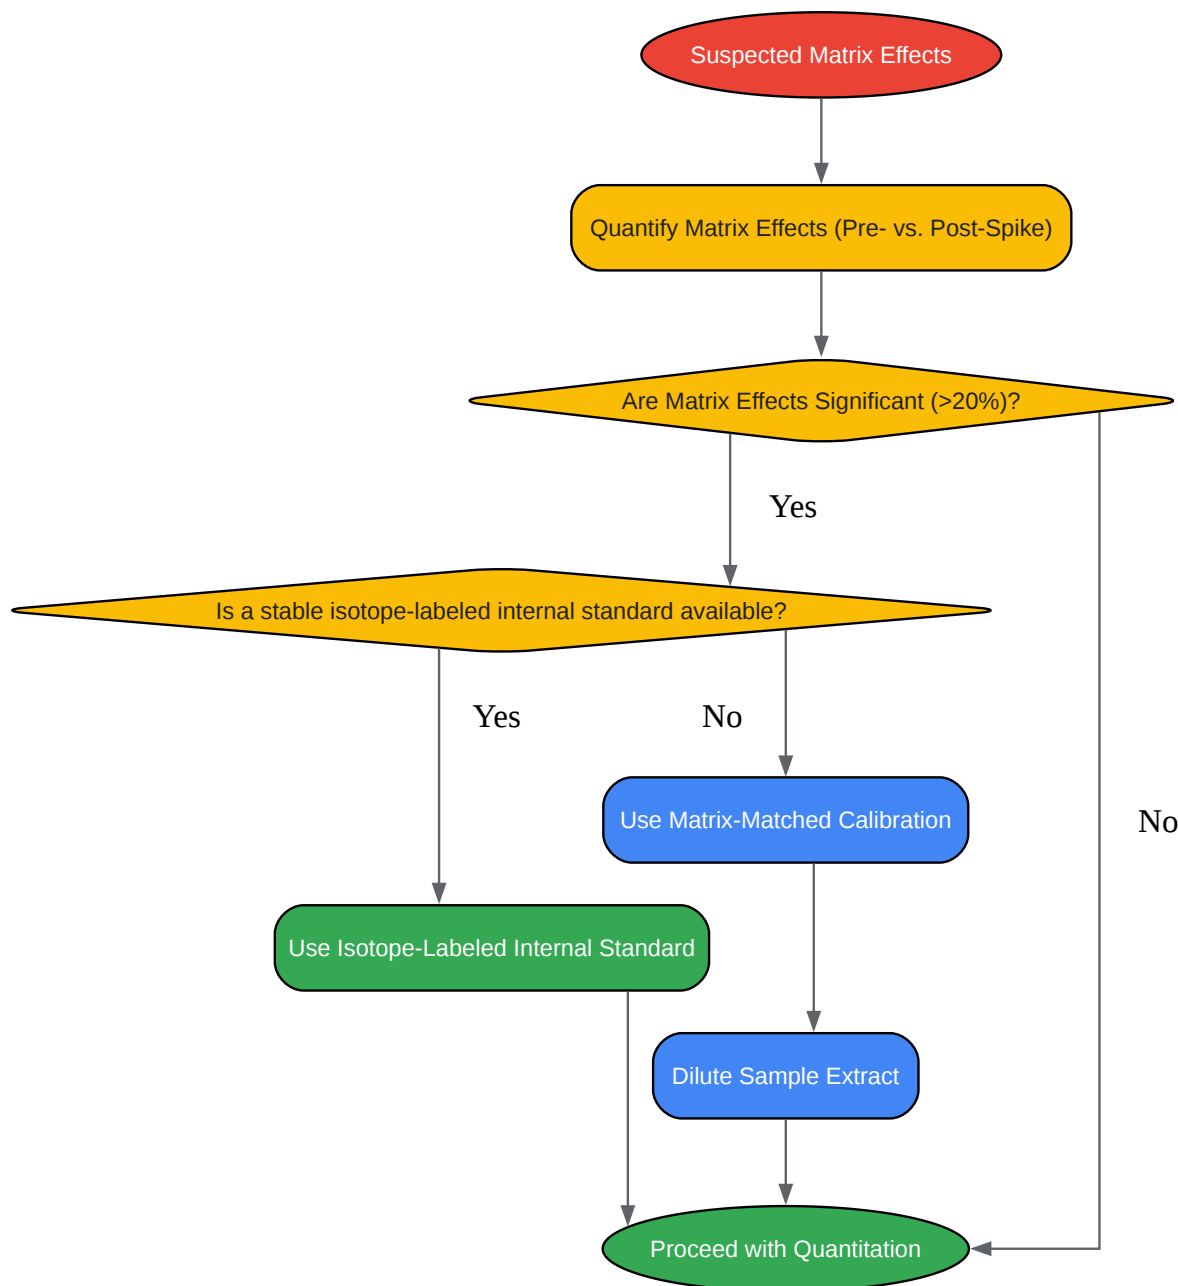 Suspected Matrix Effects
Quantify Matrix Effects (Pre- vs. Post-Spike)
Are Matrix Effects Significant (>20%)?
Yes
Is a stable isotope-labeled internal standard available?
Yes
No
Use Matrix-Matched Calibration
No
Use Isotope-Labeled Internal Standard
Dilute Sample Extract
Proceed with Quantitation